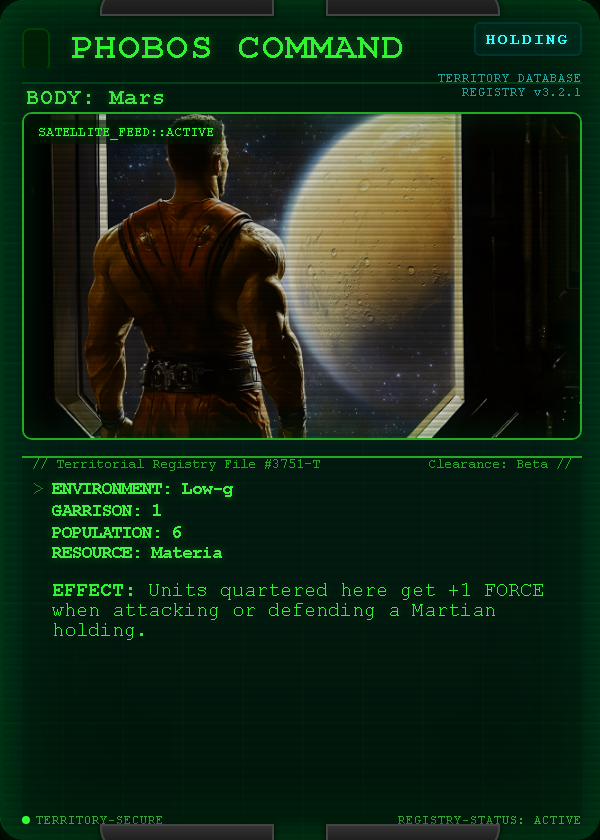 PHOBOS COMMAND
HOLDING
TERRITORY DATABASE
REGISTRY v3.2.1
BODY: Mars
SATELLITE_FEED::ACTIVE
// Territorial Registry File #3751-T
Clearance: Beta //
> ENVIRONMENT: Low-g
GARRISON: 1
POPULATION: 6
RESOURCE: Materia
EFFECT: Units quartered here get +1 FORCE
when attacking or defending a Martian
holding.
TERRITORY-SECURE
REGISTRY-STATUS: ACTIVE